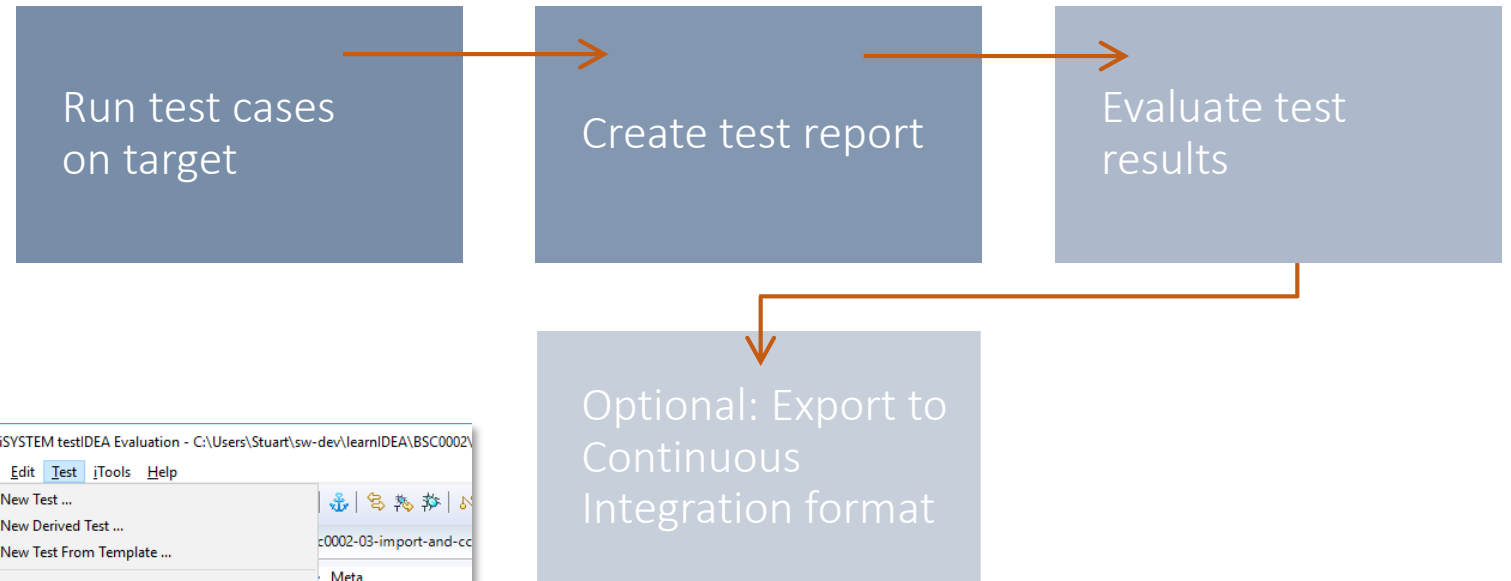 Run test cases
on target
Create test report
Evaluate test
results
Optional: Export to
Continuous
Integration format
iSYSTEM testIDEA Evaluation - C:\Users\Stuart\sw-dev\learnIDEA\BSC0002\
Edit Test iTools Help
New Test ...
New Derived Test ...
New Test From Template ...
c0002-03-import-and-co
Meta